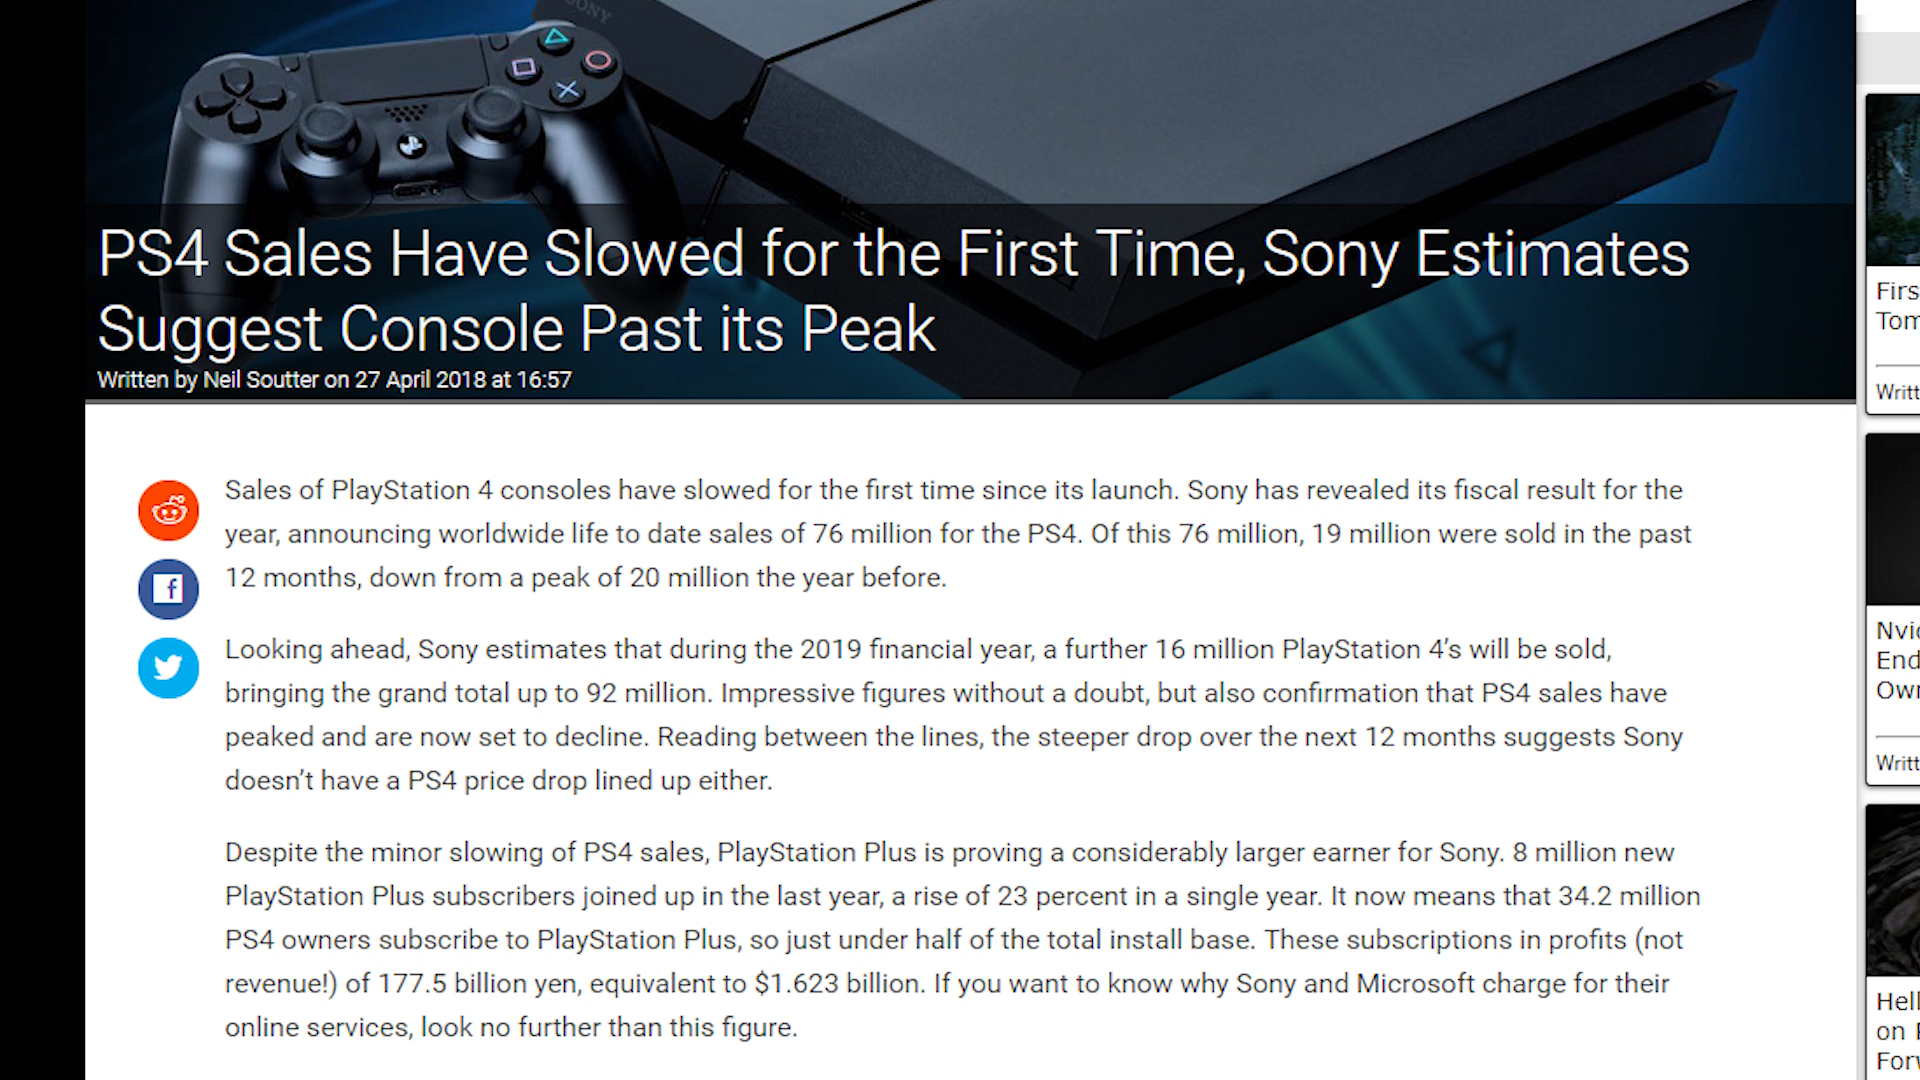 SONY
PS4 Sales Have Slowed for the First Time, Sony Estimates
Suggest Console Past its Peak
Written by Neil Soutter on 27 April 2018 at 16:57
Sales of PlayStation 4 consoles have slowed for the first time since its launch. Sony has revealed its fiscal result for the
year, announcing worldwide life to date sales of 76 million for the PS4. Of this 76 million, 19 million were sold in the past
12 months, down from a peak of 20 million the year before.
Looking ahead, Sony estimates that during the 2019 financial year, a further 16 million PlayStation 4’s will be sold,
bringing the grand total up to 92 million. Impressive figures without a doubt, but also confirmation that PS4 sales have
peaked and are now set to decline. Reading between the lines, the steeper drop over the next 12 months suggests Sony
doesn’t have a PS4 price drop lined up either.
Despite the minor slowing of PS4 sales, PlayStation Plus is proving a considerably larger earner for Sony. 8 million new
PlayStation Plus subscribers joined up in the last year, a rise of 23 percent in a single year. It now means that 34.2 million
PS4 owners subscribe to PlayStation Plus, so just under half of the total install base. These subscriptions in profits (not
revenue!) of 177.5 billion yen, equivalent to $1.623 billion. If you want to know why Sony and Microsoft charge for their
online services, look no further than this figure.
Firs
Tom
Writt
Nvi
End
Own
Writt
Hell
on
For